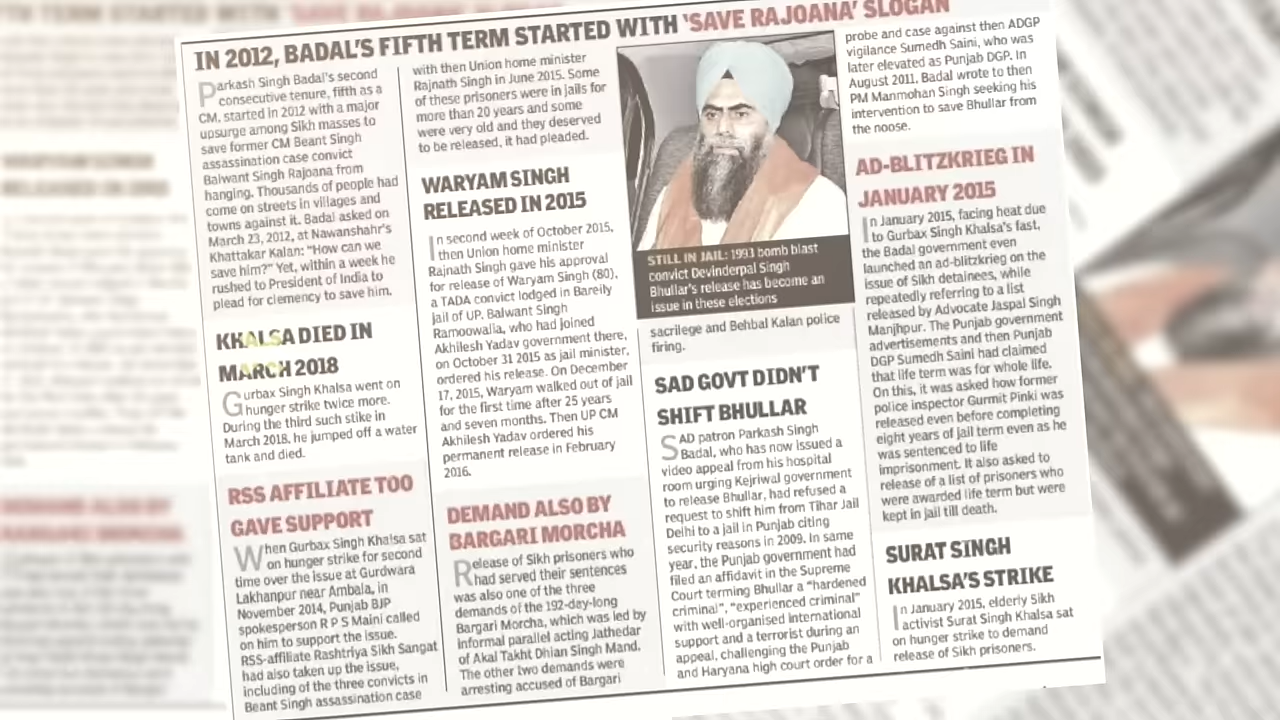 IN 2012, BADAL'S FIFTH TERM STARTED WITH 'SAVE RAJOANA' SLOGAN
Parkash Singh Badal's second
consecutive tenure, fifth as a
CM, started in 2012 with a major
upsurge among Sikh masses to
save former CM Beant Singh
assassination case convict
Balwant Singh Rajoana from
hanging. Thousands of people had
come on streets in villages and
towns against it. Badal asked on
March 23, 2012, at Nawanshahr's
Khattakar Kalan: "How can we
save him?" Yet, within a week he
rushed to President of India to
plead for clemency to save him.
KHALSA DIED IN
MARCH 2018
Gurbax Singh Khalsa went on
hunger strike twice more.
During the third such stike in
March 2018, he jumped off a water
tank and died.
RSS AFFILIATE TOO
GAVE SUPPORT
When Gurbax Singh Khalsa sat
on hunger strike for second
time over the issue at Gurdwara
Lakhanpur near Ambala, in
November 2014, Punjab BJP
spokesperson R P S Maini called
on him to support the issue.
RSS-affiliate Rashtriya Sikh Sangat
had also taken up the issue,
including of the three convicts in
Beant Singh assassination case
with then Union home minister
Rajnath Singh in June 2015. Some
of these prisoners were in jails for
more than 20 years and some
were very old and they deserved
to be released, it had pleaded.
WARYAM SINGH
RELEASED IN 2015
In second week of October 2015,
then Union home minister
Rajnath Singh gave his approval
for release of Waryam Singh (80),
a TADA convict lodged in Bareily
jail of UP. Balwant Singh
Ramoowalia, who had joined
Akhilesh Yadav government there,
on October 31 2015 as jail minister,
ordered his release. On December
17, 2015, Waryam walked out of jail
for the first time after 25 years
and seven months. Then UP CM
Akhilesh Yadav ordered his
permanent release in February
2016.
DEMAND ALSO BY
BARGARI MORCHA
Release of Sikh prisoners who
had served their sentences
was also one of the three
demands of the 192-day-long
Bargari Morcha, which was led by
informal parallel acting Jathedar
of Akal Takht Dhian Singh Mand.
The other two demands were
arresting accused of Bargari
STILL IN JAIL: 1993 bomb blast
convict Devinderpal Singh
Bhullar's release has become an
issue in these elections
sacrilege and Behbal Kalan police
firing.
SAD GOVT DIDN'T
SHIFT BHULLAR
SAD patron Parkash Singh
Badal, who has now issued a
video appeal from his hospital
room urging Kejriwal government
to release Bhullar, had refused a
request to shift him from Tihar Jail
Delhi to a jail in Punjab citing
security reasons in 2009. In same
year, the Punjab government had
filed an affidavit in the Supreme
Court terming Bhullar a "hardened
criminal", "experienced criminal"
with well-organised international
support and a terrorist during an
appeal, challenging the Punjab
and Haryana high court order for a
probe and case against then ADGP
vigilance Sumedh Saini, who was
later elevated as Punjab DGP. In
August 2011, Badal wrote to then
PM Manmohan Singh seeking his
intervention to save Bhullar from
the noose.
AD-BLITZKRIEG IN
JANUARY 2015
In January 2015, facing heat due
to Gurbax Singh Khalsa's fast,
the Badal government even
launched an ad-blitzkrieg on the
issue of Sikh detainees, while
repeatedly referring to a list
released by Advocate Jaspal Singh
Manjhpur. The Punjab government
advertisements and then Punjab
DGP Sumedh Saini had claimed
that life term was for whole life.
On this, it was asked how former
police inspector Gurmit Pinki was
released even before completing
eight years of jail term even as he
was sentenced to life
imprisonment. It also asked to
release of a list of prisoners who
were awarded life term but were
kept in jail till death.
SURAT SINGH
KHALSA'S STRIKE
In January 2015, elderly Sikh
activist Surat Singh Khalsa sat
on hunger strike to demand
release of Sikh prisoners.